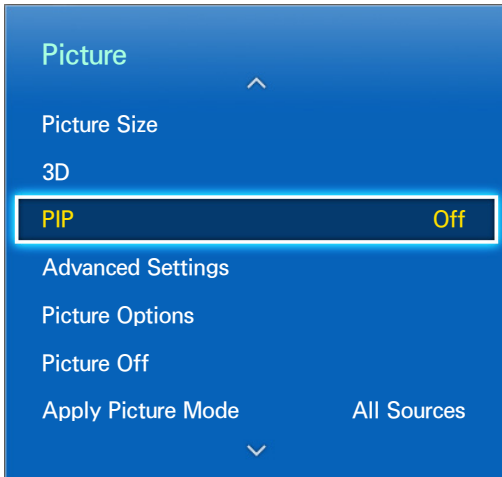 Picture
Picture Size
3D
PIP Off
Advanced Settings
Picture Options
Picture Off
Apply Picture Mode All Sources